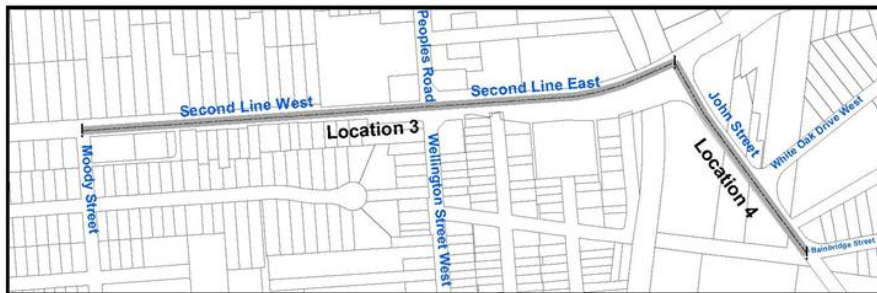 Peoples Road
Second Line West
Second Line East
Location 3
Moody Street
Wellington Street West
John Street
White Oak Drive West
Location 4
Bainbridge Street